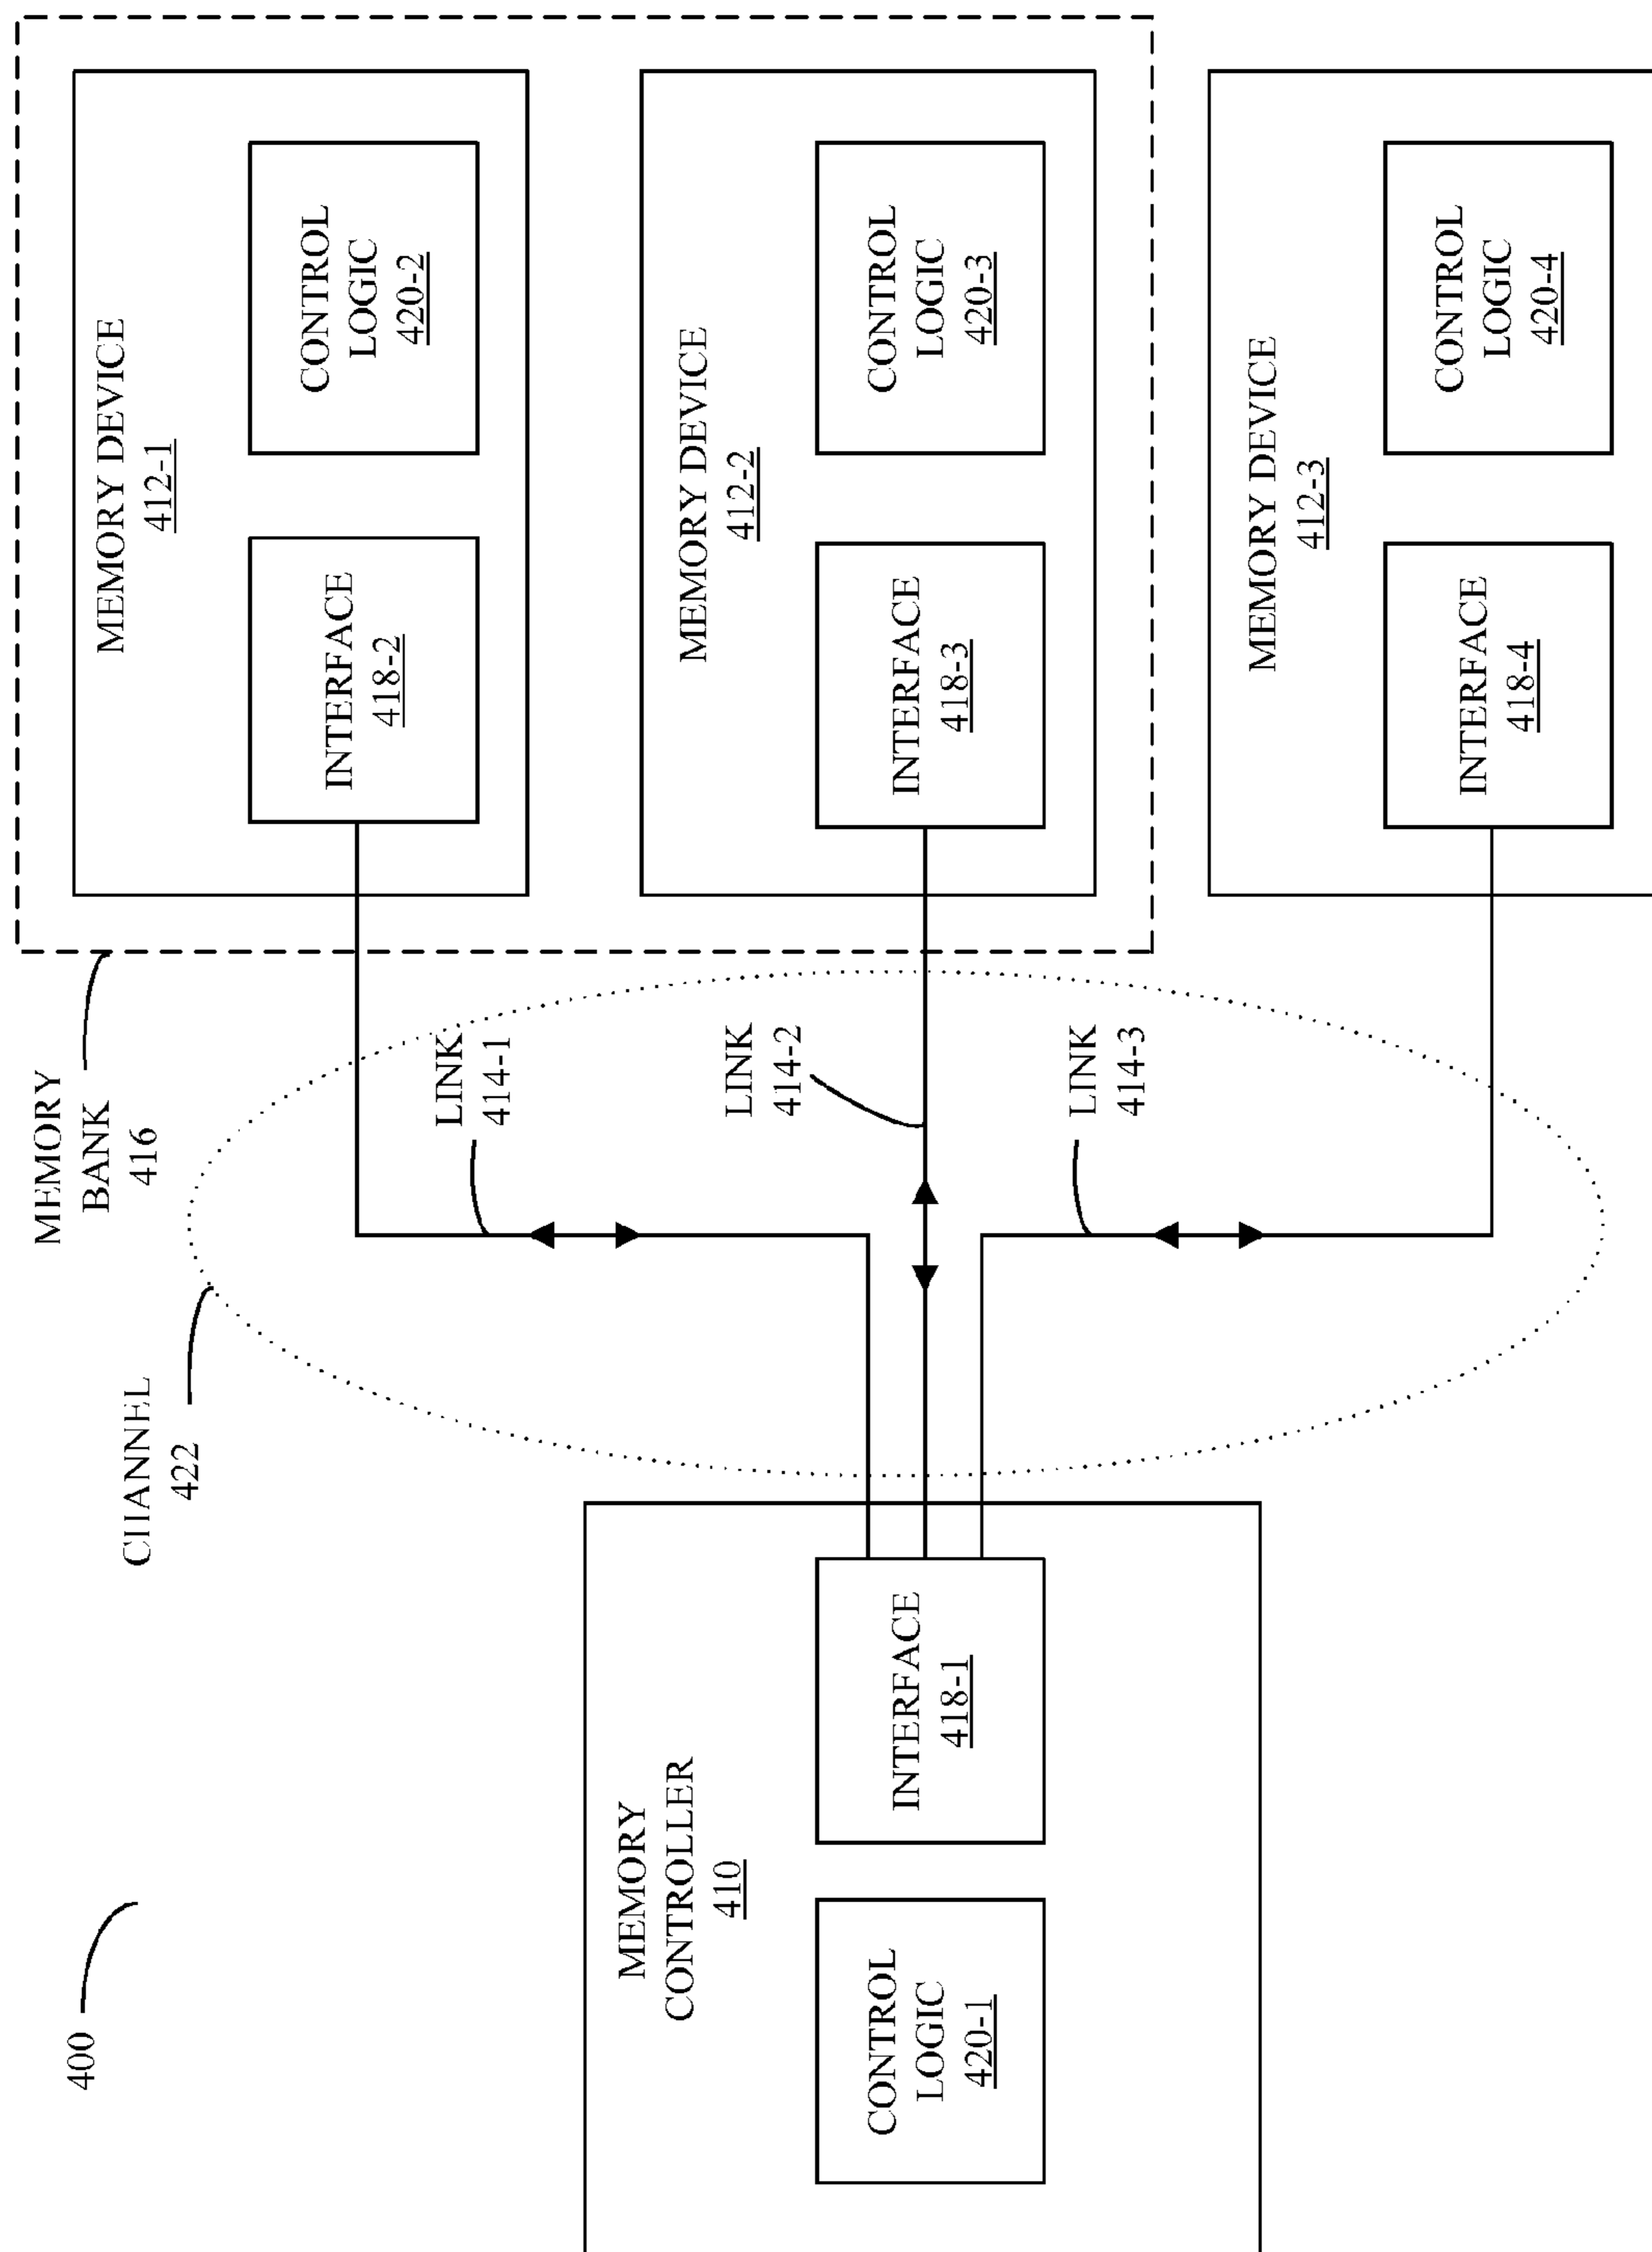 400
CHANNEL
422
MEMORY
BANK
416
MEMORY
CONTROLLER
410
CONTROL
LOGIC
420-1
INTERFACE
418-1
LINK
414-1
LINK
414-2
LINK
414-3
MEMORY DEVICE
412-1
INTERFACE
418-2
CONTROL
LOGIC
420-2
MEMORY DEVICE
412-2
INTERFACE
418-3
CONTROL
LOGIC
420-3
MEMORY DEVICE
412-3
INTERFACE
418-4
CONTROL
LOGIC
420-4